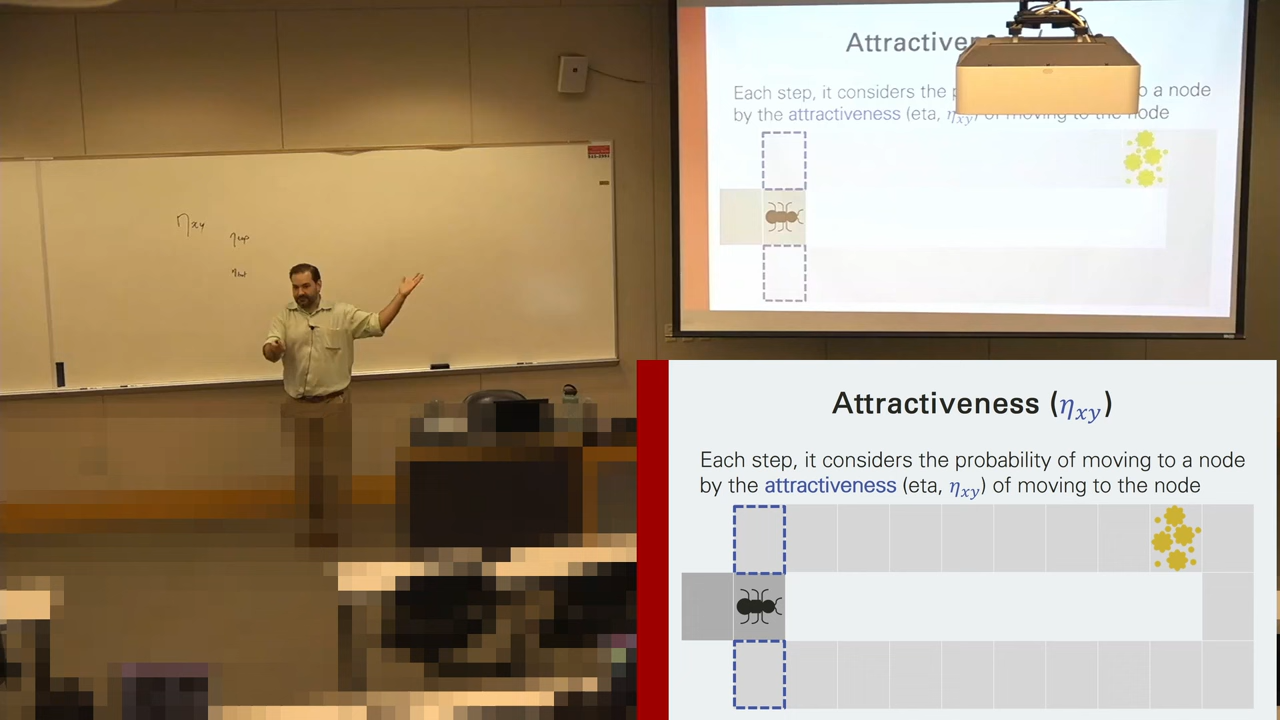 ηxy
ηup
Attractive
Each step, it considers the p o a node
by the attractiveness (eta, ηxy) of moving to the node
Attractiveness (ηxy)
Each step, it considers the probability of moving to a node
by the attractiveness (eta, ηxy) of moving to the node